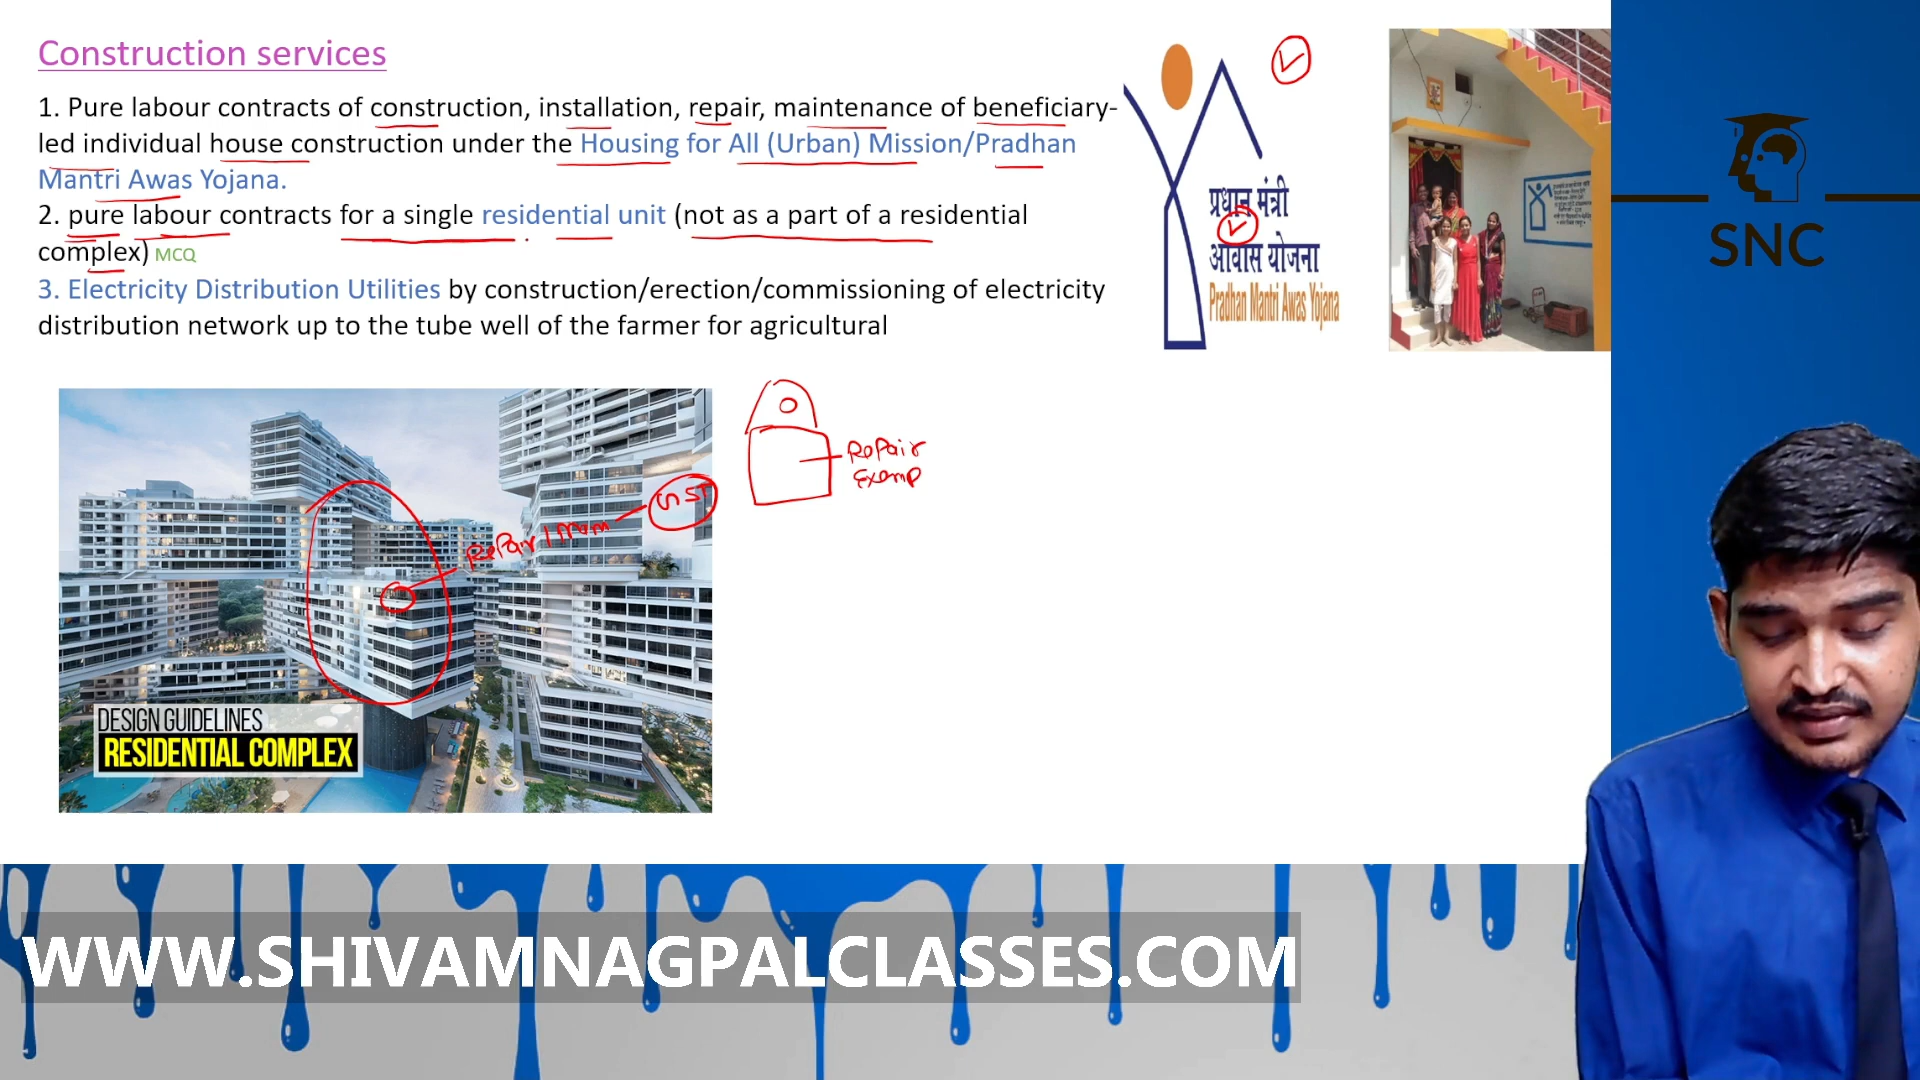 Construction services
1. Pure labour contracts of construction, installation, repair, maintenance of beneficiary-
led individual house construction under the Housing for All (Urban) Mission/Pradhan
Mantri Awas Yojana.
2. pure labour contracts for a single residential unit (not as a part of a residential
complex) MCQ
3. Electricity Distribution Utilities by construction/erection/commissioning of electricity
distribution network up to the tube well of the farmer for agricultural
प्रधान मंत्री
आवास योजना
Pradhan Mantri Awas Yojana
SNC
Repair
Exemp
GST
Repair / Mam
DESIGN GUIDELINES
RESIDENTIAL COMPLEX
WWW.SHIVAMNAGPALCLASSES.COM